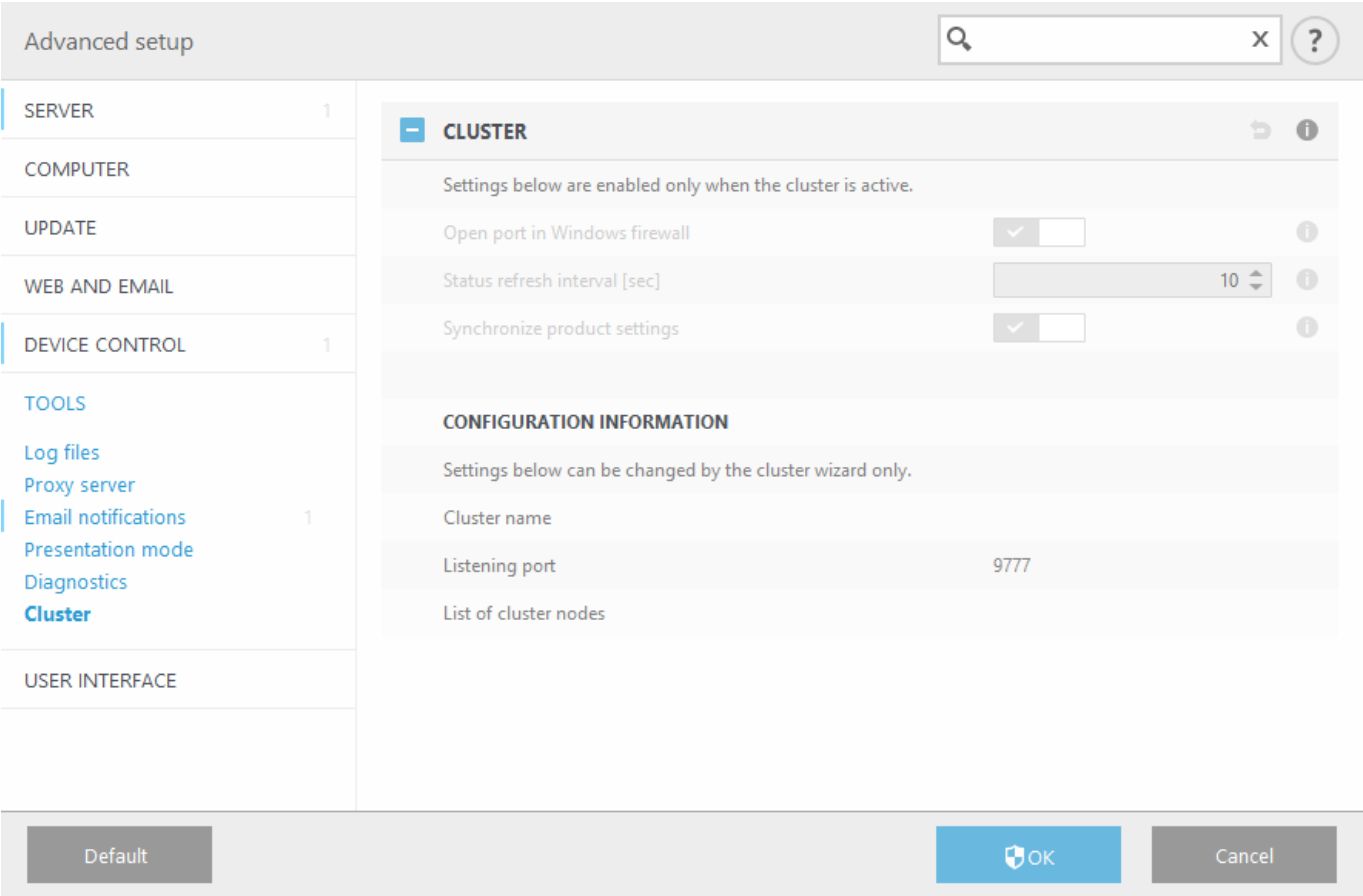 Advanced setup
X
?
SERVER 1
COMPUTER
UPDATE
WEB AND EMAIL
DEVICE CONTROL 1
TOOLS
Log files
Proxy server
Email notifications 1
Presentation mode
Diagnostics
Cluster
USER INTERFACE
CLUSTER
Settings below are enabled only when the cluster is active.
Open port in Windows firewall
Status refresh interval [sec] 10
Synchronize product settings
CONFIGURATION INFORMATION
Settings below can be changed by the cluster wizard only.
Cluster name
Listening port 9777
List of cluster nodes
Default
OK
Cancel